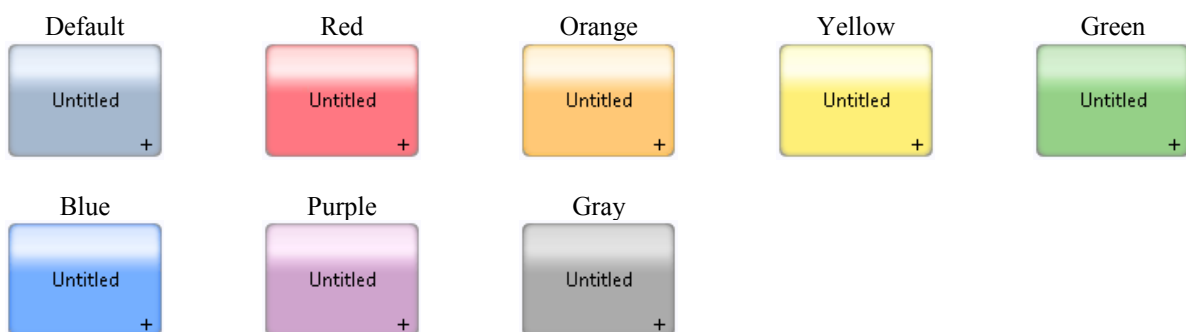 Default Red Orange Yellow Green
Untitled Untitled Untitled Untitled Untitled
+ + + + +
Blue Purple Gray
Untitled Untitled Untitled
+ + +